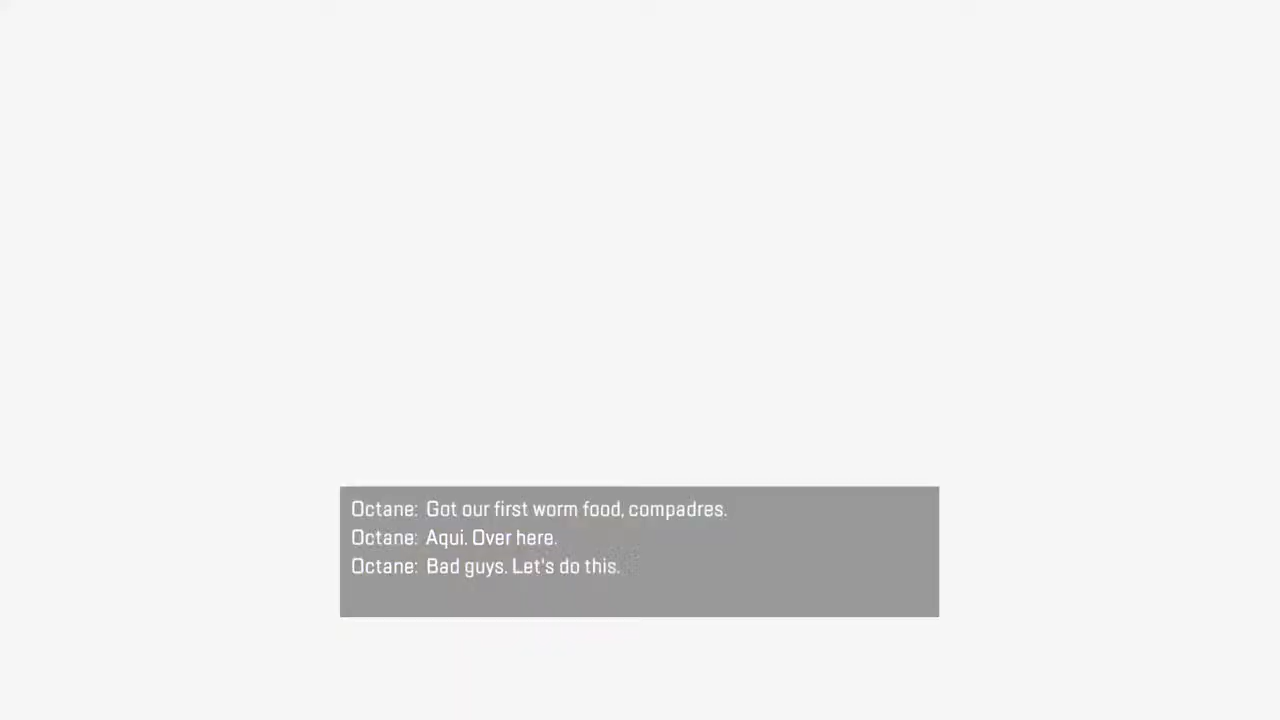 Octane: Got our first worm food, compadres.
Octane: Aqui. Over here.
Octane: Bad guys. Let's do this.